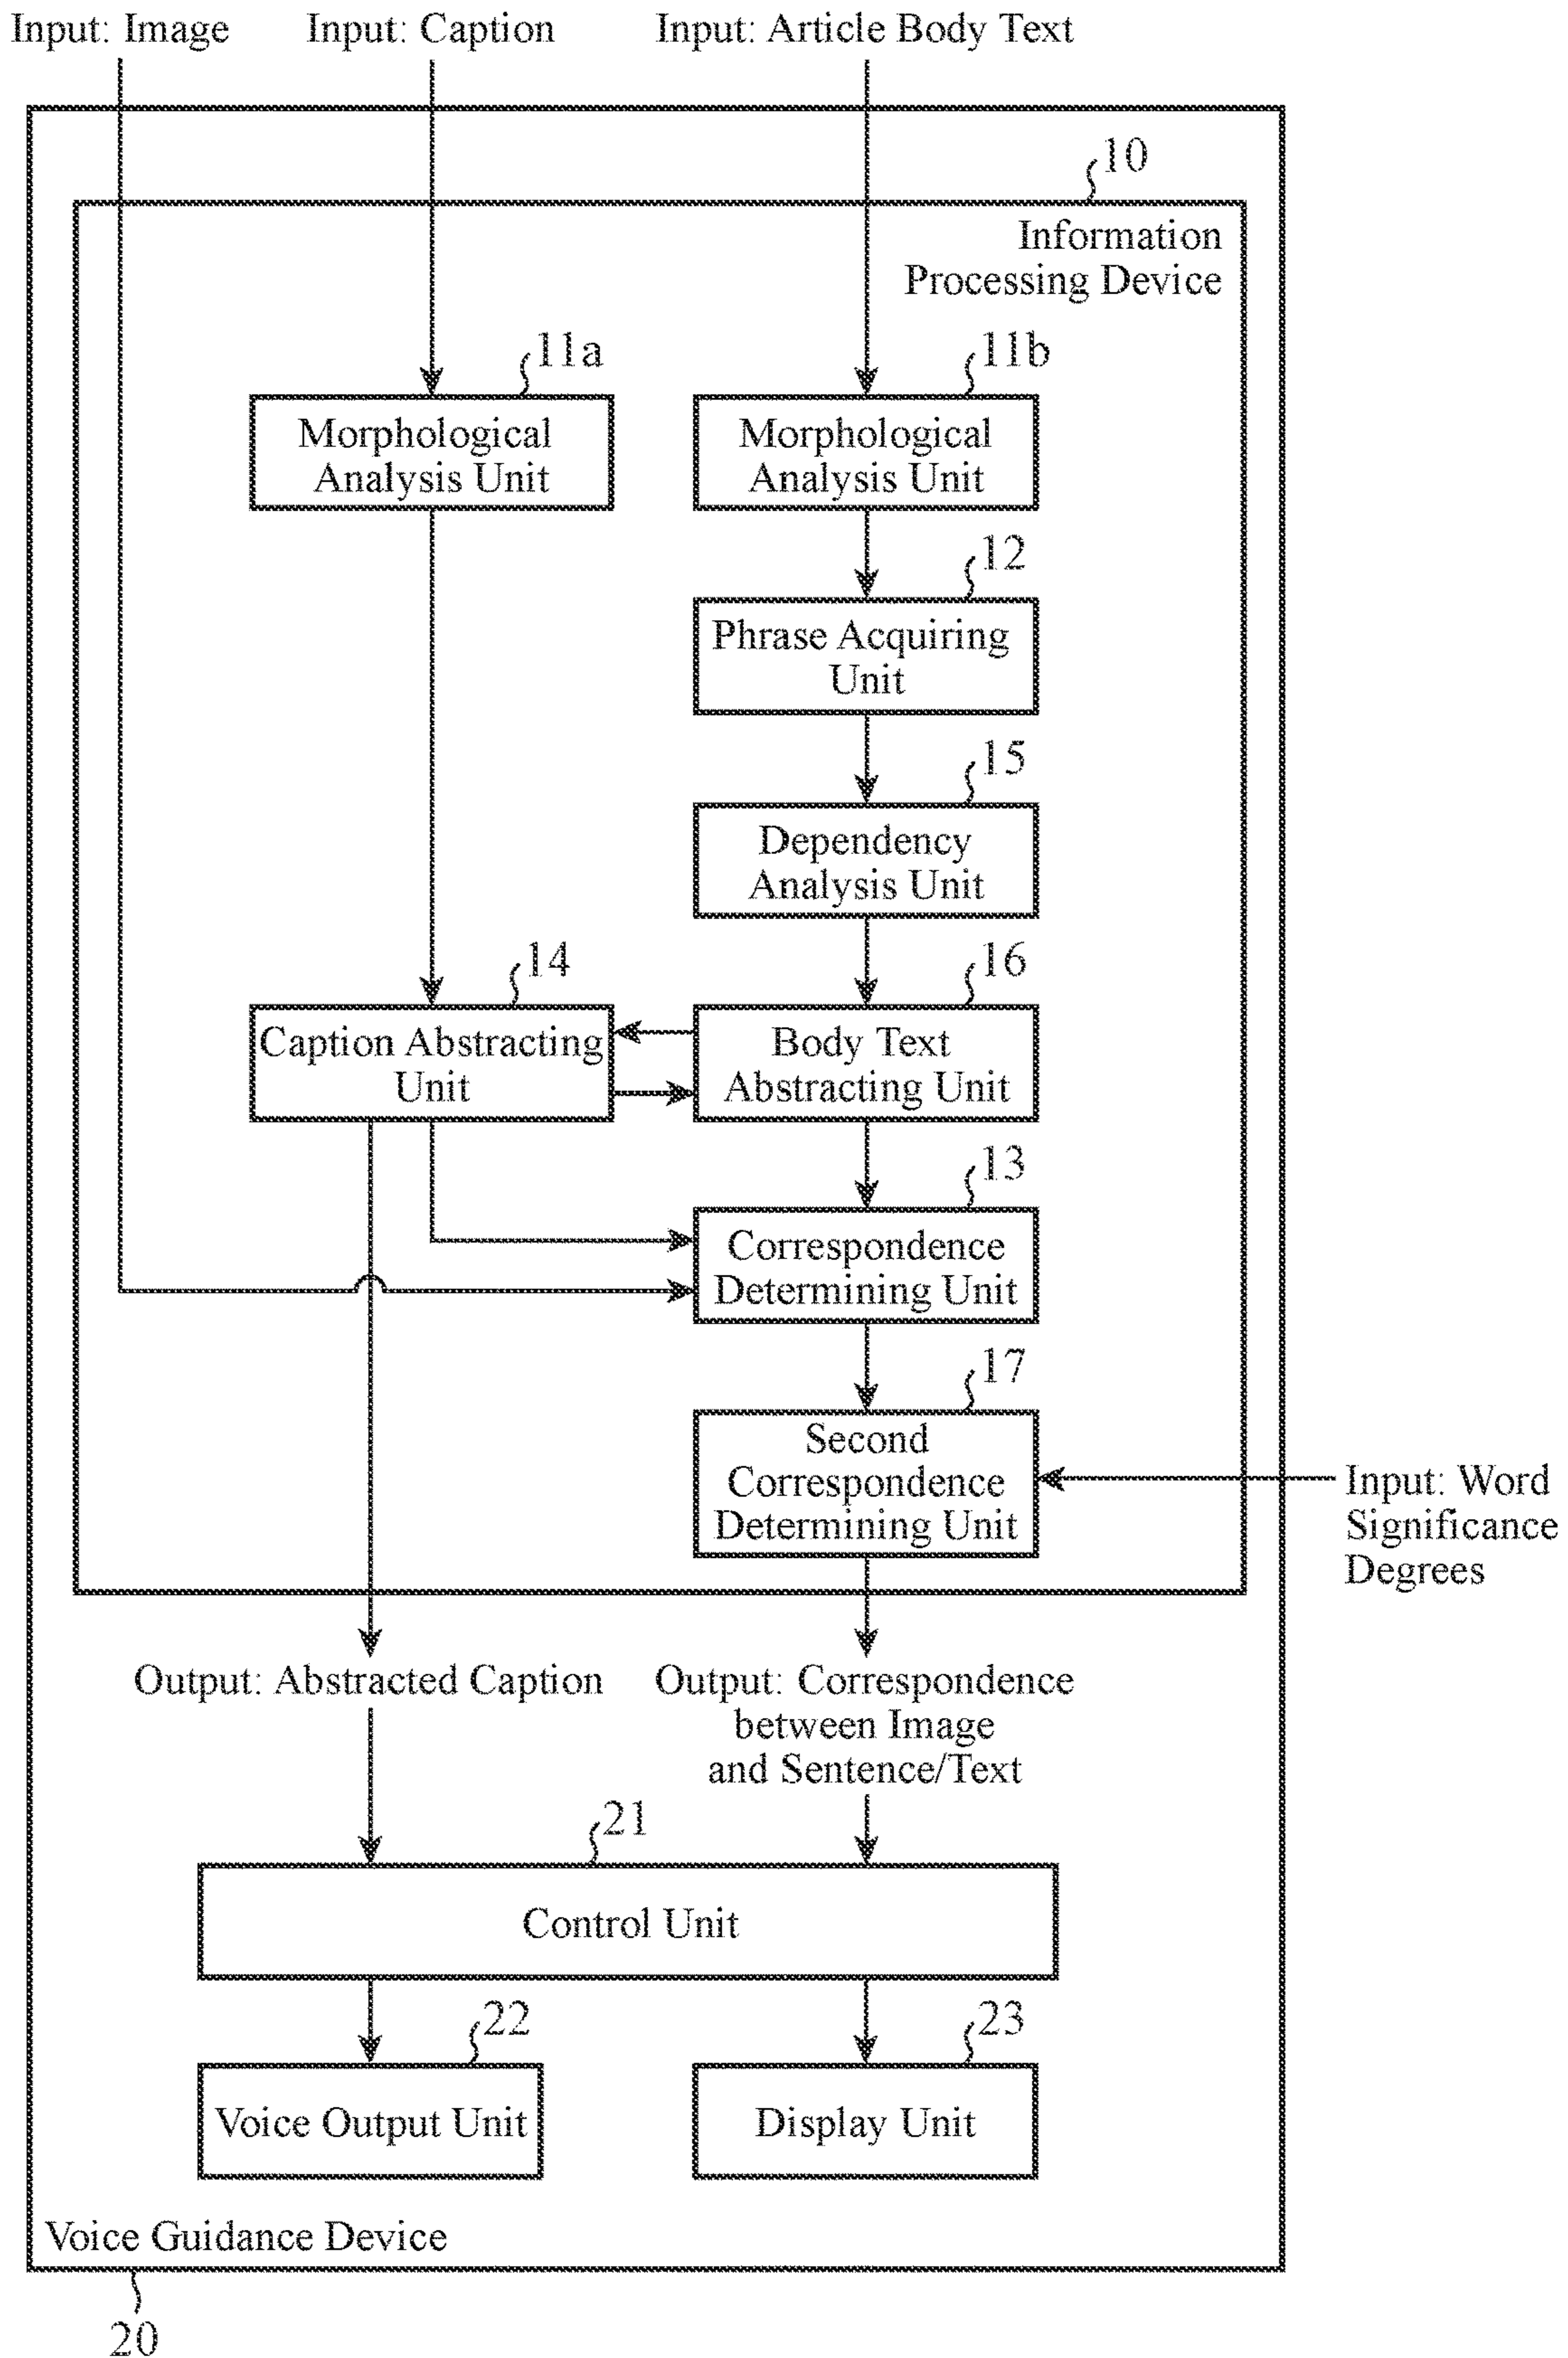 Input: Image
Input: Caption
Input: Article Body Text
10
Information
Processing Device
11a
Morphological
Analysis Unit
11b
Morphological
Analysis Unit
12
Phrase Acquiring
Unit
15
Dependency
Analysis Unit
14
Caption Abstracting
Unit
16
Body Text
Abstracting Unit
13
Correspondence
Determining Unit
17
Second
Correspondence
Determining Unit
Input: Word
Significance
Degrees
Output: Abstracted Caption
Output: Correspondence
between Image
and Sentence/Text
21
Control Unit
22
Voice Output Unit
23
Display Unit
Voice Guidance Device
20